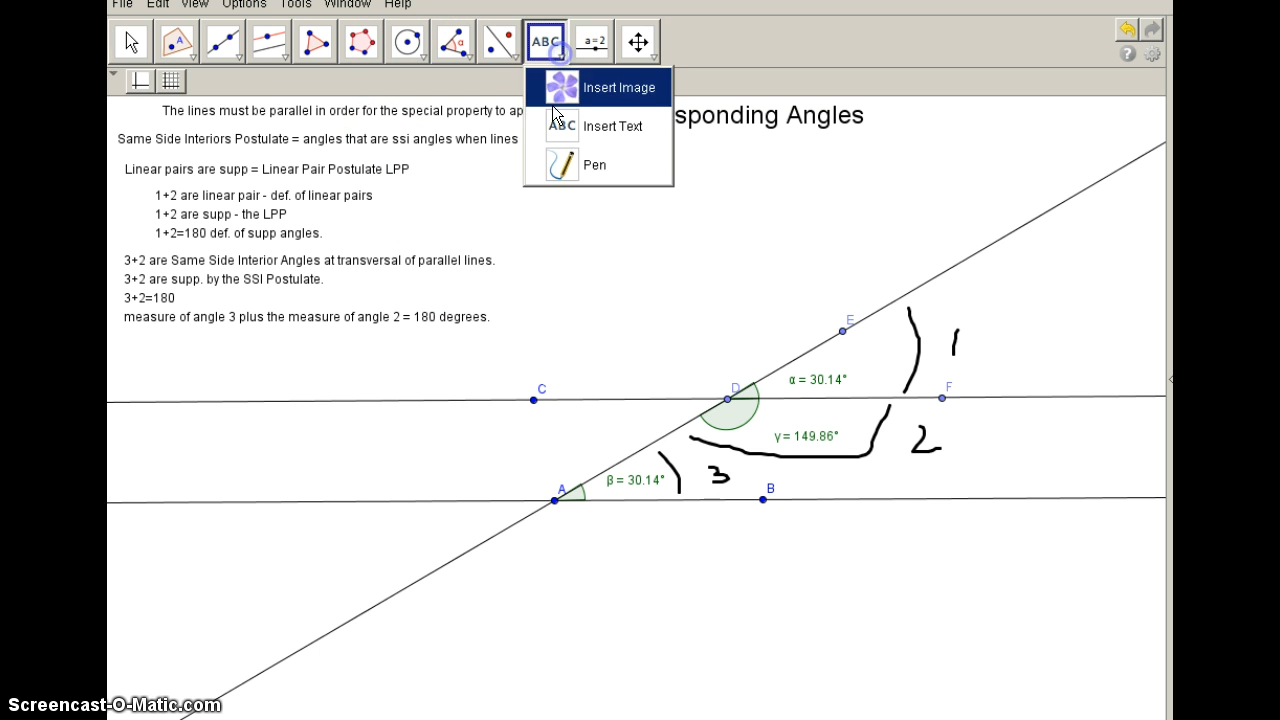 File Edit View Options Tools Window Help
ABC a=2
Insert Image
ABC Insert Text
Pen
The lines must be parallel in order for the special property to ap
sponding Angles
Same Side Interiors Postulate = angles that are ssi angles when lines
Linear pairs are supp = Linear Pair Postulate LPP
1+2 are linear pair - def. of linear pairs
1+2 are supp - the LPP
1+2=180 def. of supp angles.
3+2 are Same Side Interior Angles at transversal of parallel lines.
3+2 are supp. by the SSI Postulate.
3+2=180
measure of angle 3 plus the measure of angle 2 = 180 degrees.
E
1
α = 30.14°
C
D
F
γ = 149.86°
2
β = 30.14°
3
A
B
Screencast-O-Matic.com